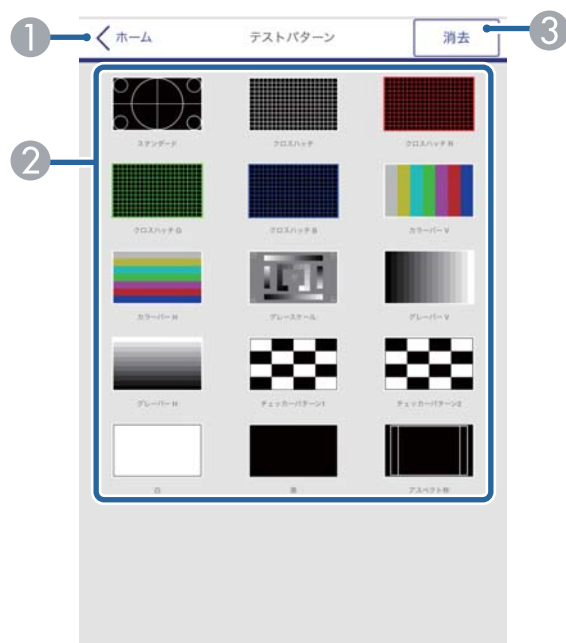 1
ホーム
テストパターン
消去
3
2
スタンダード
クロスハッチ
クロスハッチ R
クロスハッチ G
クロスハッチ B
カラーバー V
カラーバー H
グレースケール
グレーバー V
グレーバー H
チェッカーパターン1
チェッカーパターン2
白
黒
アスペクト枠